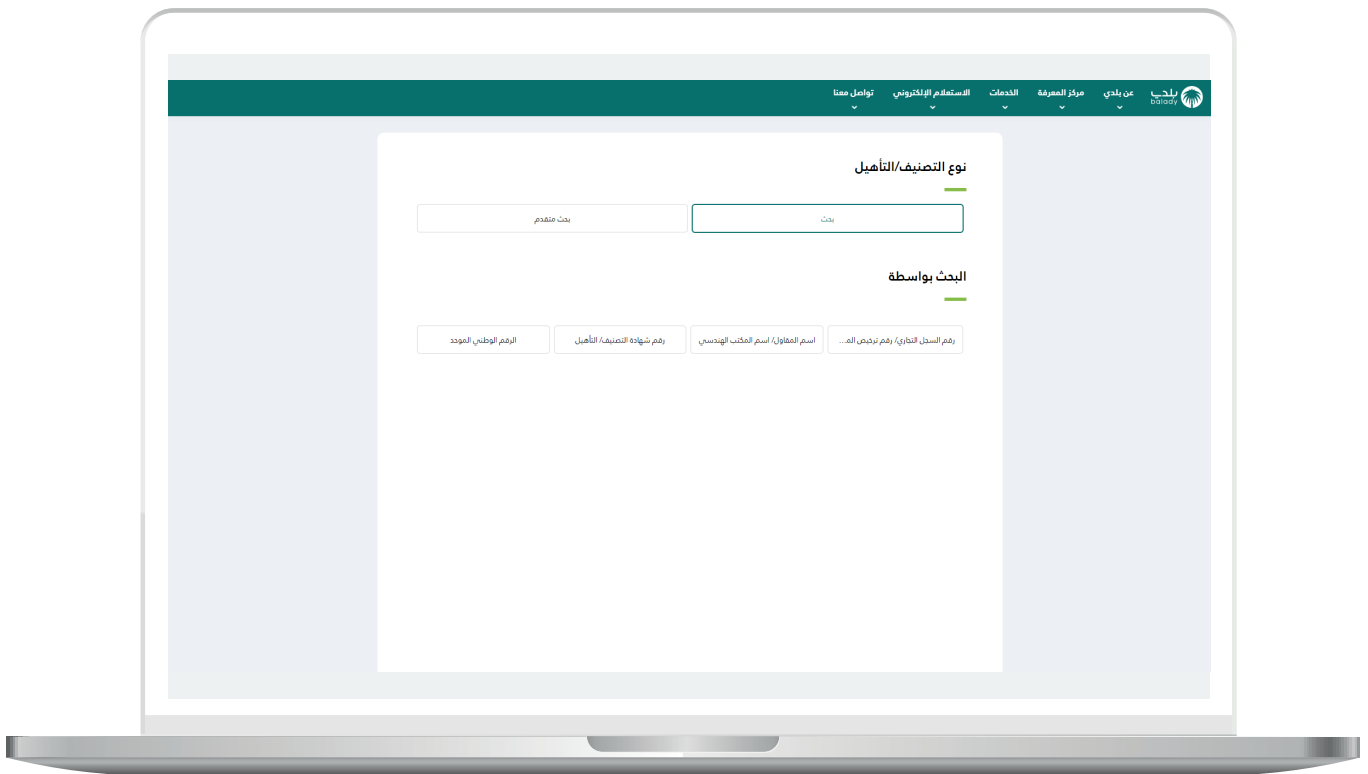 بلدي
balady
عن بلدي
مركز المعرفة
الخدمات
الاستعلام الإلكتروني
تواصل معنا
نوع التصنيف/التأهيل
بحث
بحث متقدم
البحث بواسطة
رقم السجل التجاري/ رقم ترخيص المـ...
اسم المقاول/ اسم المكتب الهندسي
رقم شهادة التصنيف/ التأهيل
الرقم الوطني الموحد